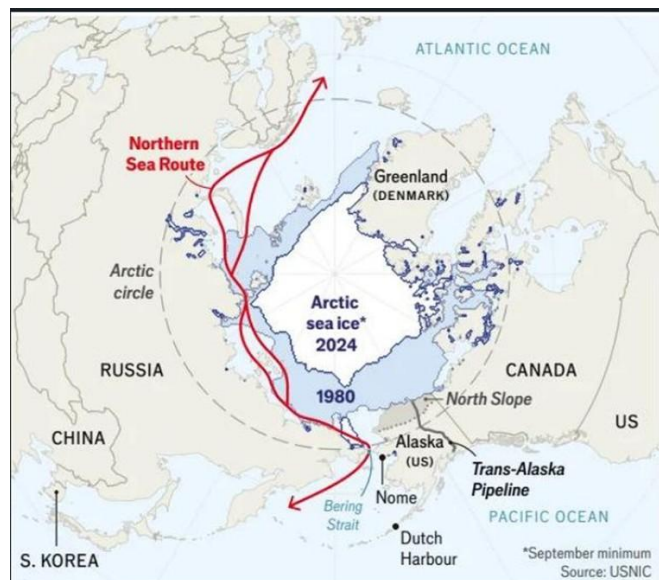 ATLANTIC OCEAN
Northern
Sea Route
Greenland
(DENMARK)
Arctic
circle
Arctic
sea ice*
2024
RUSSIA
1980
CANADA
North Slope
US
CHINA
Alaska
(US)
Trans-Alaska
Pipeline
Nome
Bering
Strait
PACIFIC OCEAN
Dutch
Harbour
S. KOREA
*September minimum
Source: USNIC